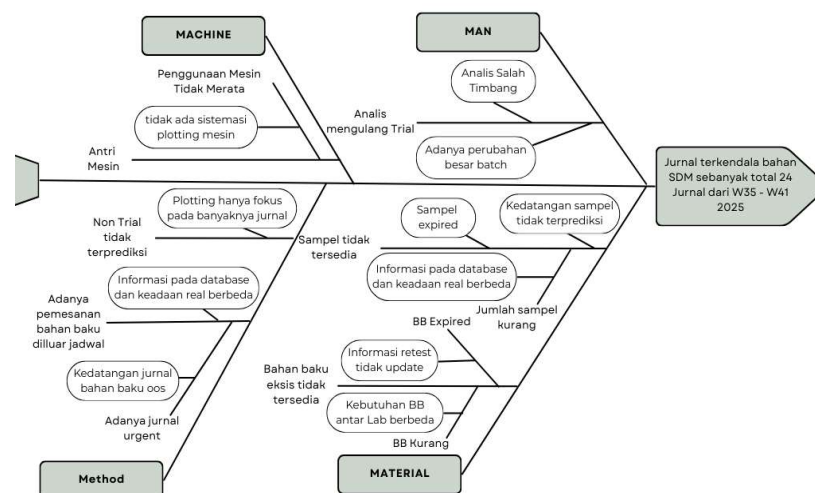 MACHINE
MAN
Penggunaan Mesin
Tidak Merata
tidak ada sistemasi
plotting mesin
Antri
Mesin
Analis Salah
Timbang
Analis
mengulang Trial
Adanya perubahan
besar batch
Jurnal terkendala bahan
SDM sebanyak total 24
Jurnal dari W35 - W41
2025
Plotting hanya fokus
pada banyaknya jurnal
Non Trial
tidak
terprediksi
Informasi pada database
dan keadaan real berbeda
Adanya
pemesanan
bahan baku
dilluar jadwal
Kedatangan jurnal
bahan baku oos
Adanya jurnal
urgent
Method
Sampel
expired
Kedatangan sampel
tidak terprediksi
Sampel tidak
tersedia
Informasi pada database
dan keadaan real berbeda
Jumlah sampel
kurang
BB Expired
Informasi retest
tidak update
Bahan baku
eksis tidak
tersedia
Kebutuhan BB
antar Lab berbeda
BB Kurang
MATERIAL